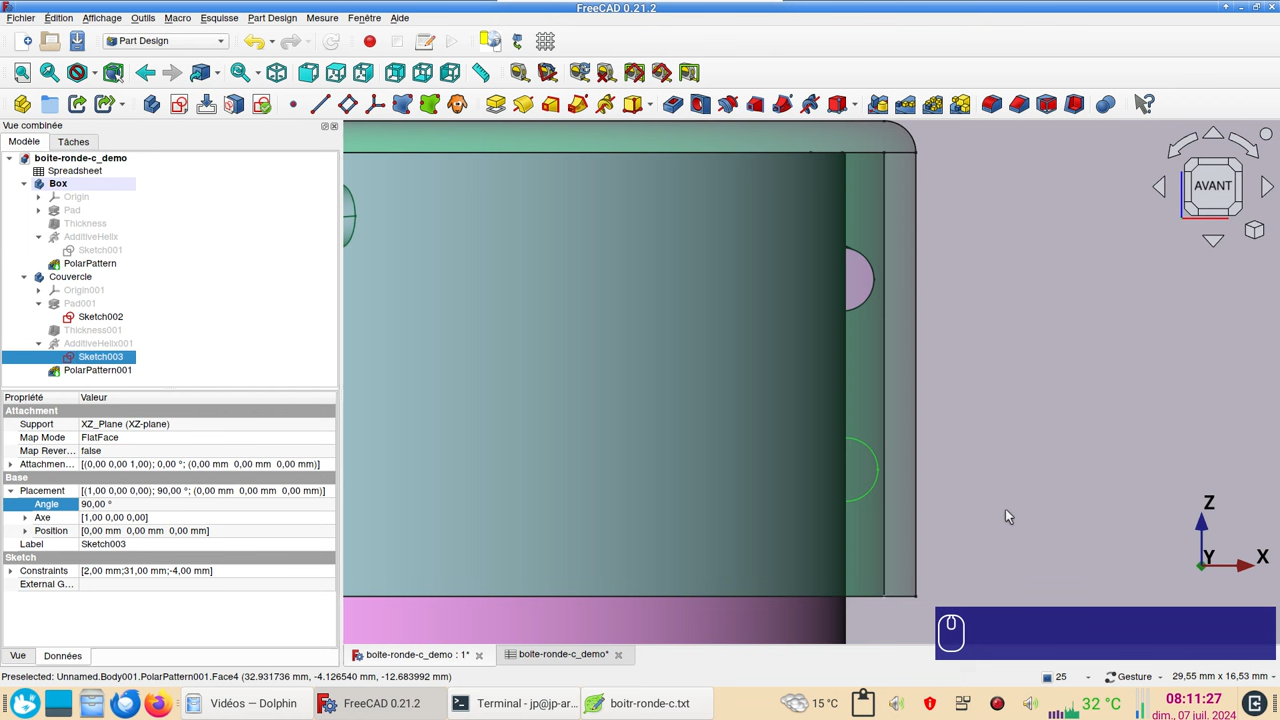 FreeCAD 0.21.2
Fichier Édition Affichage Outils Macro Esquisse Part Design Mesure Fenêtre Aide
Part Design
Vue combinée
Modèle Tâches
boite-ronde-c_demo
Spreadsheet
Box
Origin
Pad
Thickness
AdditiveHelix
Sketch001
PolarPattern
Couvercle
Origin001
Pad001
Sketch002
Thickness001
AdditiveHelix001
Sketch003
PolarPattern001
AVANT
Propriété Valeur
Attachment
Support XZ_Plane (XZ-plane)
Map Mode FlatFace
Map Rever... false
Attachmen... [(0,00 0,00 1,00); 0,00 °; (0,00 mm 0,00 mm 0,00 mm)]
Base
Placement [(1,00 0,00 0,00); 90,00 °; (0,00 mm 0,00 mm 0,00 mm)]
Angle 90,00 °
Axe [1,00 0,00 0,00]
Position [0,00 mm 0,00 mm 0,00 mm]
Label Sketch003
Sketch
Constraints [2,00 mm;31,00 mm;-4,00 mm]
External G...
Z
Y X
Vue Données
boite-ronde-c_demo : 1* boite-ronde-c_demo*
Preselected: Unnamed.Body001.PolarPattern001.Face4 (32.931736 mm, -4.126540 mm, -12.683992 mm) 25 Gesture 29,55 mm x 16,53 mm
Vidéos — Dolphin FreeCAD 0.21.2 Terminal - jp@jp-ar... boitr-ronde-c.txt 15 °C 32 °C 08:11:27
dim., 07 juil. 2024